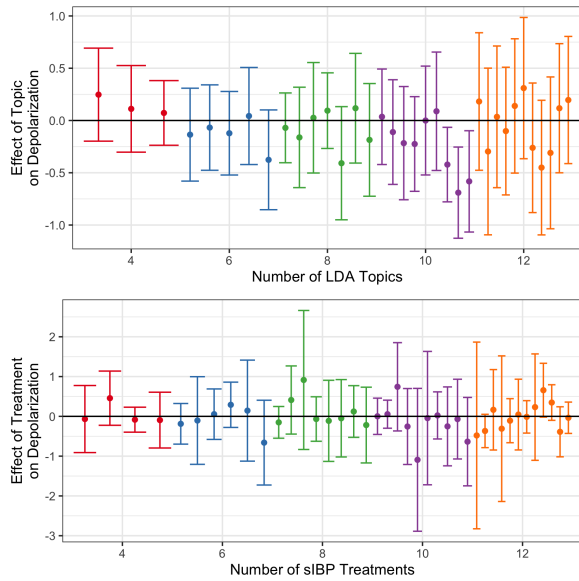 Effect of Topic
on Depolarization
1.0
0.5
0.0
-0.5
-1.0
4 6 8 10 12
Number of LDA Topics
Effect of Treatment
on Depolarization
2
1
0
-1
-2
-3
4 6 8 10 12
Number of sIBP Treatments